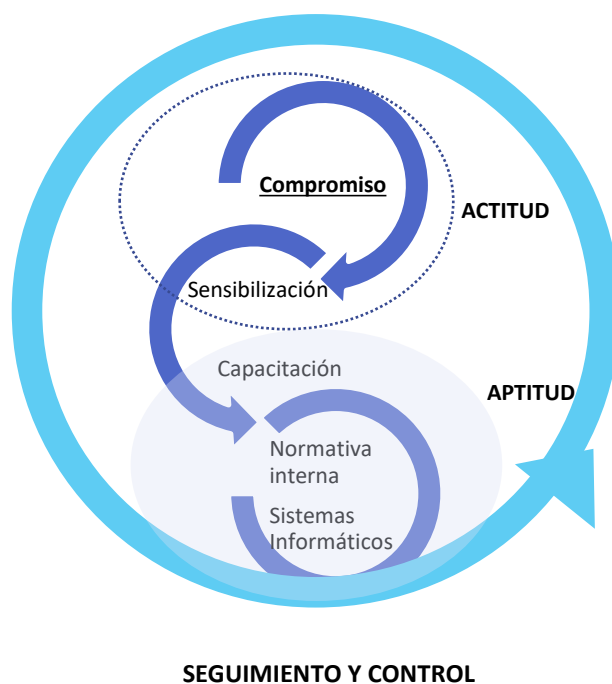 Compromiso
ACTITUD
Sensibilización
Capacitación
APTITUD
Normativa
interna
Sistemas
Informáticos
SEGUIMIENTO Y CONTROL